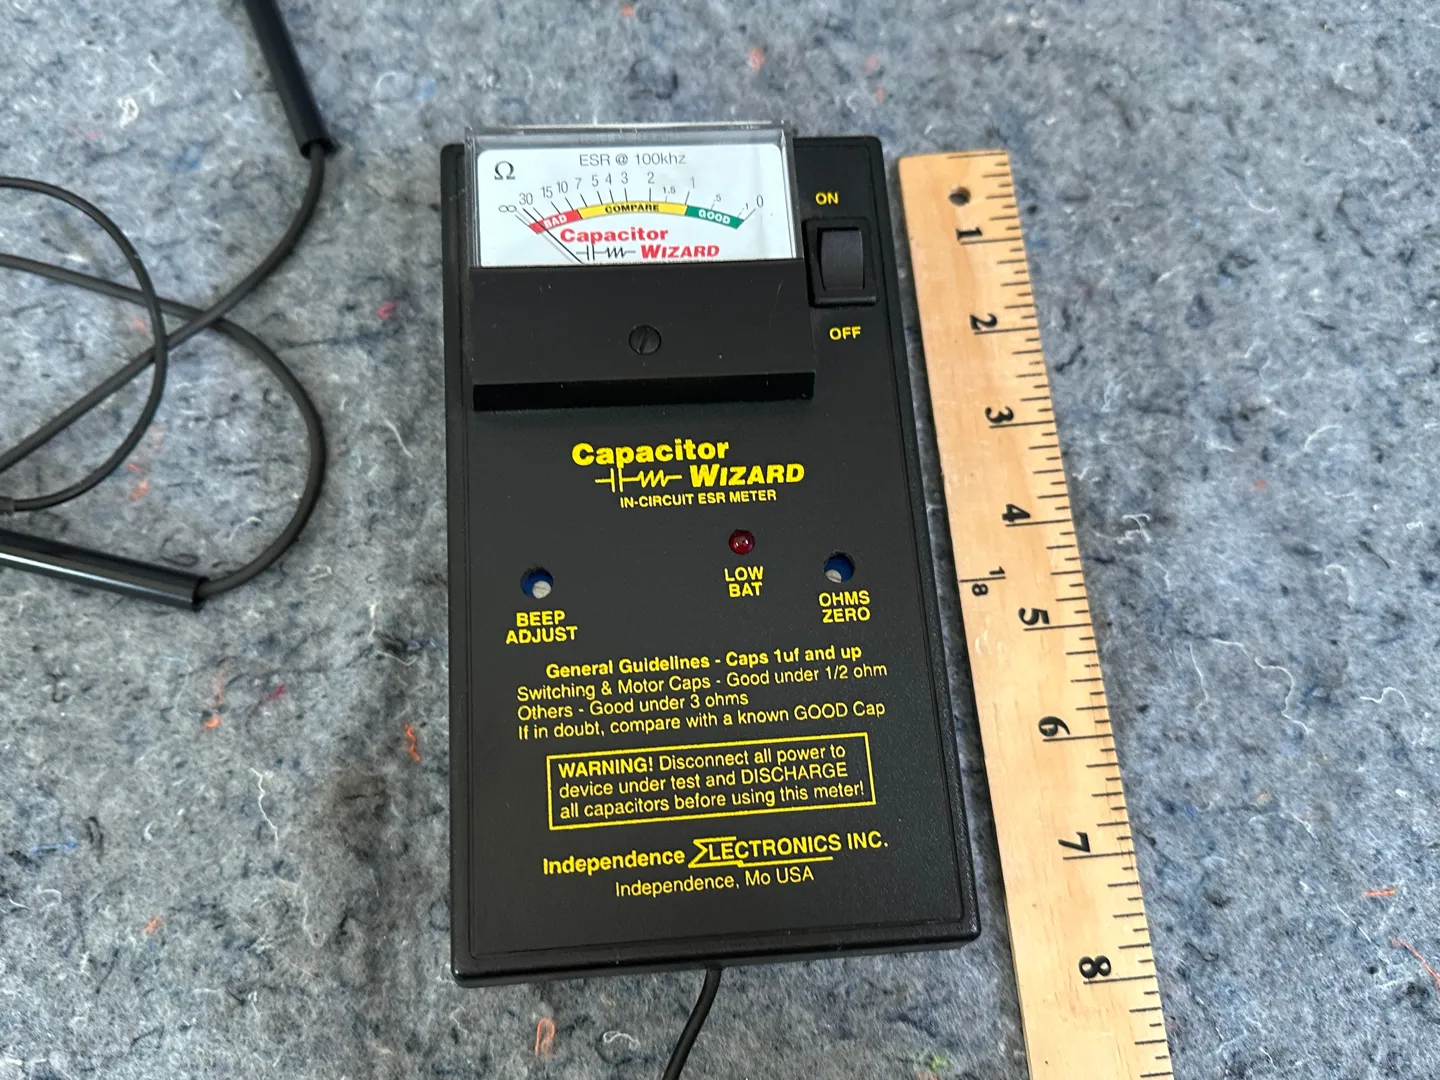 Ω
ESR @ 100khz
∞ 30 15 10 7 5 4 3 2 1.5 1 .5 .1 0
BAD COMPARE GOOD
Capacitor
WIZARD
ON
OFF
Capacitor
WIZARD
IN-CIRCUIT ESR METER
LOW
BAT
BEEP
ADJUST
OHMS
ZERO
General Guidelines - Caps 1uf and up
Switching & Motor Caps - Good under 1/2 ohm
Others - Good under 3 ohms
If in doubt, compare with a known GOOD Cap
WARNING! Disconnect all power to
device under test and DISCHARGE
all capacitors before using this meter!
Independence ELECTRONICS INC.
Independence, Mo USA
1
2
3
4
1/8
5
6
7
8